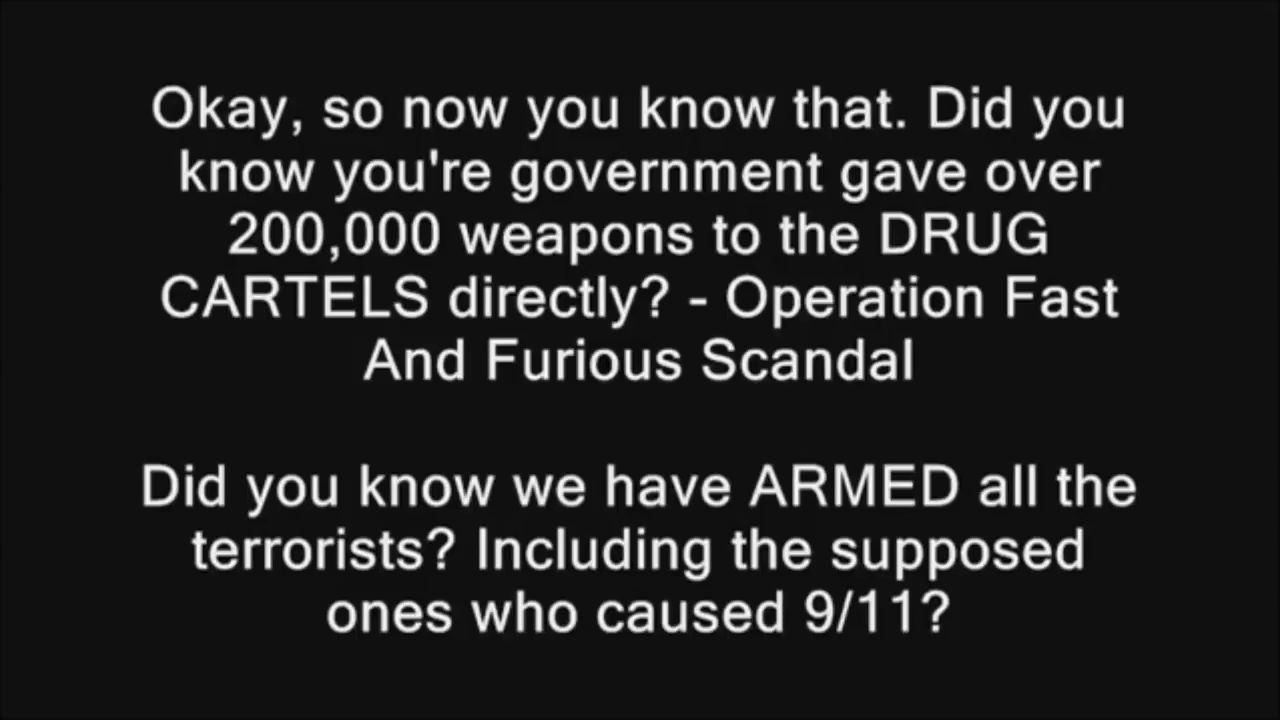 Okay, so now you know that. Did you
know you're government gave over
200,000 weapons to the DRUG
CARTELS directly? - Operation Fast
And Furious Scandal
Did you know we have ARMED all the
terrorists? Including the supposed
ones who caused 9/11?